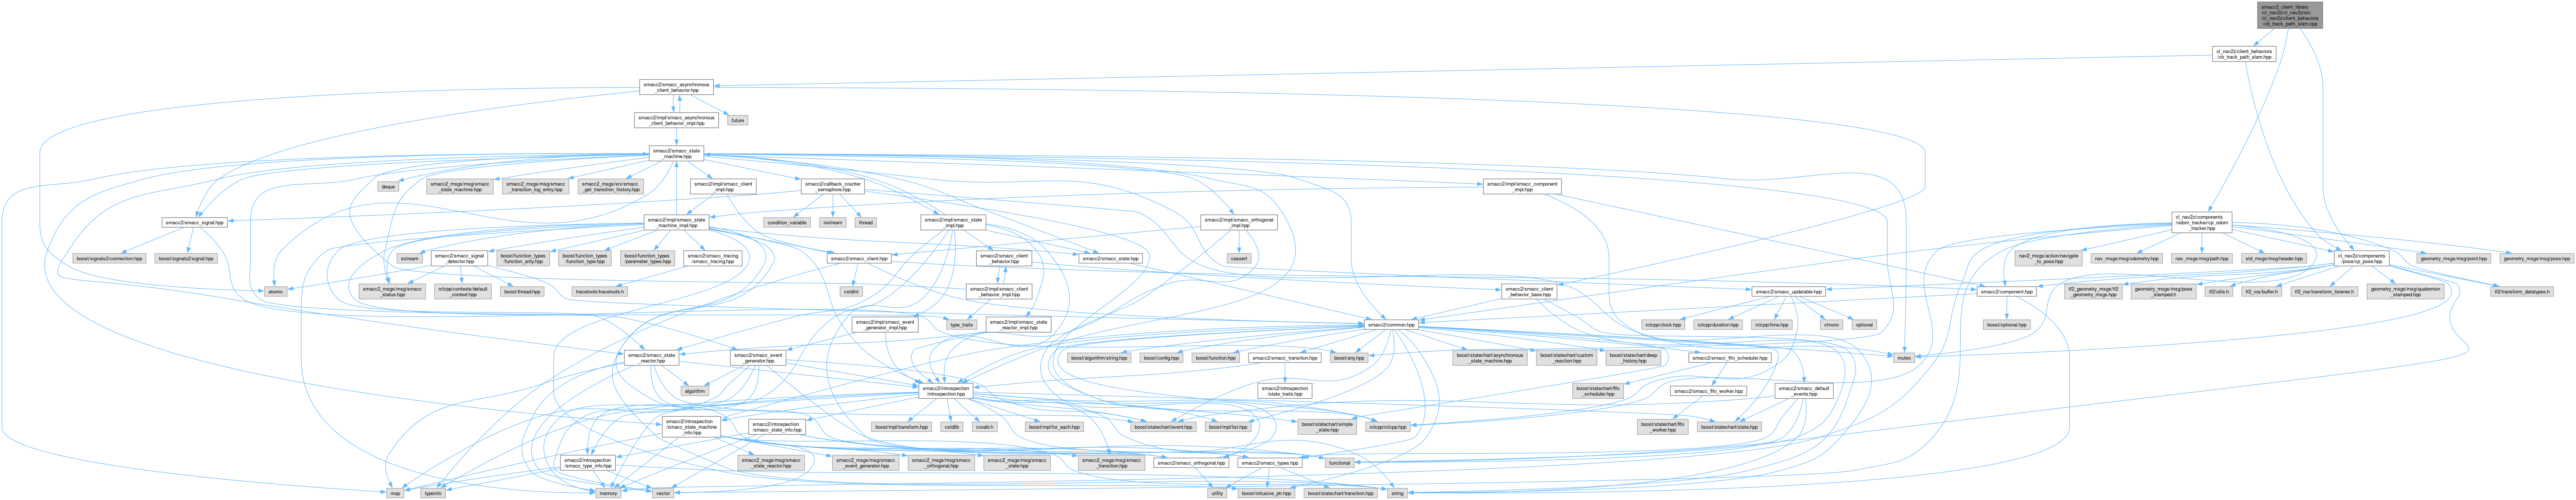 smacc2_client_library
/cl_nav2z/cl_nav2z/src
/cl_nav2z/client_behaviors
/cb_track_path_slam.cpp
cl_nav2z/client_behaviors
/cb_track_path_slam.hpp
smacc2/smacc_asynchronous
_client_behavior.hpp
smacc2/impl/smacc_asynchronous
_client_behavior_impl.hpp
future
smacc2/smacc_state
_machine.hpp
deque
smacc2_msgs/msg/smacc
_state_machine.hpp
smacc2_msgs/msg/smacc
_transition_log_entry.hpp
smacc2_msgs/srv/smacc
_get_transition_history.hpp
smacc2/impl/smacc_client
_impl.hpp
smacc2/callback_counter
_semaphore.hpp
smacc2/impl/smacc_component
_impl.hpp
smacc2/smacc_signal.hpp
smacc2/impl/smacc_state
_machine_impl.hpp
condition_variable
iostream
thread
smacc2/impl/smacc_state
_impl.hpp
smacc2/impl/smacc_orthogonal
_impl.hpp
cl_nav2z/components
/odom_tracker/cp_odom
_tracker.hpp
boost/signals2/connection.hpp
boost/signals2/signal.hpp
sstream
smacc2/smacc_signal
_detector.hpp
boost/function_types
/function_arity.hpp
boost/function_types
/function_type.hpp
boost/function_types
/parameter_types.hpp
smacc2_tracing
/smacc_tracing.hpp
smacc2/smacc_client.hpp
smacc2/smacc_client
_behavior.hpp
cassert
smacc2/smacc_state.hpp
nav2_msgs/action/navigate
_to_pose.hpp
nav_msgs/msg/odometry.hpp
nav_msgs/msg/path.hpp
std_msgs/msg/header.hpp
cl_nav2z/components
/pose/cp_pose.hpp
geometry_msgs/msg/point.hpp
geometry_msgs/msg/pose.hpp
atomic
smacc2_msgs/msg/smacc
_status.hpp
rclcpp/contexts/default
_context.hpp
boost/thread.hpp
tracetools/tracetools.h
cstdint
smacc2/impl/smacc_client
_behavior_impl.hpp
smacc2/smacc_client
_behavior_base.hpp
smacc2/smacc_updatable.hpp
smacc2/component.hpp
tf2_geometry_msgs/tf2
_geometry_msgs.hpp
geometry_msgs/msg/pose
_stamped.hpp
tf2/utils.h
tf2_ros/buffer.h
tf2_ros/transform_listener.h
geometry_msgs/msg/quaternion
_stamped.hpp
tf2/transform_datatypes.h
smacc2/impl/smacc_event
_generator_impl.hpp
type_traits
smacc2/impl/smacc_state
_reactor_impl.hpp
smacc2/common.hpp
rclcpp/clock.hpp
rclcpp/duration.hpp
rclcpp/time.hpp
chrono
optional
boost/optional.hpp
smacc2/smacc_state
_reactor.hpp
smacc2/smacc_event
_generator.hpp
boost/any.hpp
boost/algorithm/string.hpp
boost/config.hpp
boost/function.hpp
smacc2/smacc_transition.hpp
boost/statechart/asynchronous
_state_machine.hpp
boost/statechart/custom
_reaction.hpp
boost/statechart/deep
_history.hpp
smacc2/smacc_fifo_scheduler.hpp
mutex
algorithm
smacc2/introspection
/introspection.hpp
smacc2/introspection
/state_traits.hpp
boost/statechart/fifo
_scheduler.hpp
smacc2/smacc_fifo_worker.hpp
smacc2/smacc_default
_events.hpp
smacc2/introspection
/smacc_state_machine
_info.hpp
smacc2/introspection
/smacc_state_info.hpp
boost/mpl/transform.hpp
cstdlib
cxxabi.h
boost/mpl/for_each.hpp
boost/statechart/event.hpp
boost/mpl/list.hpp
boost/statechart/simple
_state.hpp
rclcpp/rclcpp.hpp
boost/statechart/fifo
_worker.hpp
boost/statechart/state.hpp
smacc2/introspection
/smacc_type_info.hpp
smacc2_msgs/msg/smacc
_state_reactor.hpp
smacc2_msgs/msg/smacc
_event_generator.hpp
smacc2_msgs/msg/smacc
_orthogonal.hpp
smacc2_msgs/msg/smacc
_state.hpp
smacc2_msgs/msg/smacc
_transition.hpp
smacc2/smacc_orthogonal.hpp
smacc2/smacc_types.hpp
functional
map
typeinfo
memory
vector
utility
boost/intrusive_ptr.hpp
boost/statechart/transition.hpp
string